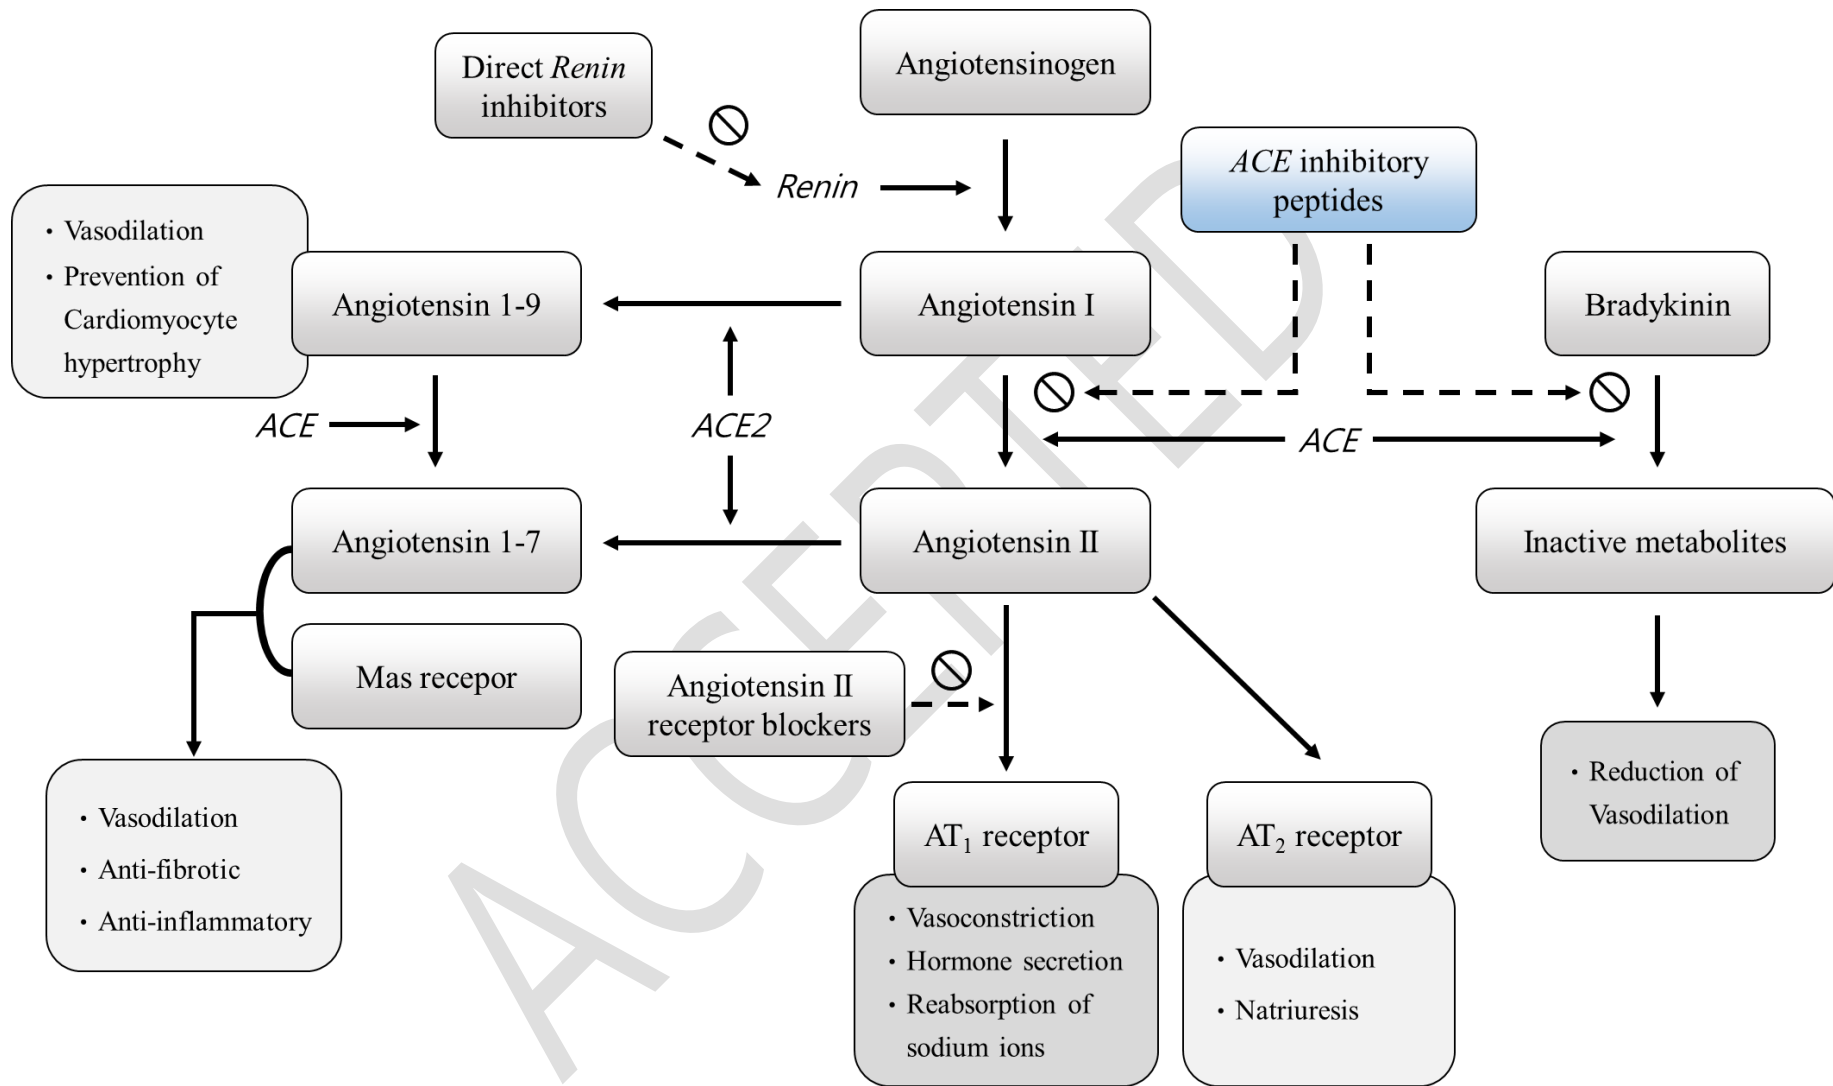 Direct Renin
inhibitors
Angiotensinogen
ACE inhibitory
peptides
Renin
· Vasodilation
· Prevention of
Cardiomyocyte
hypertrophy
Angiotensin 1-9
Angiotensin I
Bradykinin
ACE
ACE2
ACE
Angiotensin 1-7
Angiotensin II
Inactive metabolites
Mas recepor
Angiotensin II
receptor blockers
· Reduction of
Vasodilation
· Vasodilation
· Anti-fibrotic
· Anti-inflammatory
AT₁ receptor
· Vasoconstriction
· Hormone secretion
· Reabsorption of
sodium ions
AT₂ receptor
· Vasodilation
· Natriuresis
ACCEPTED